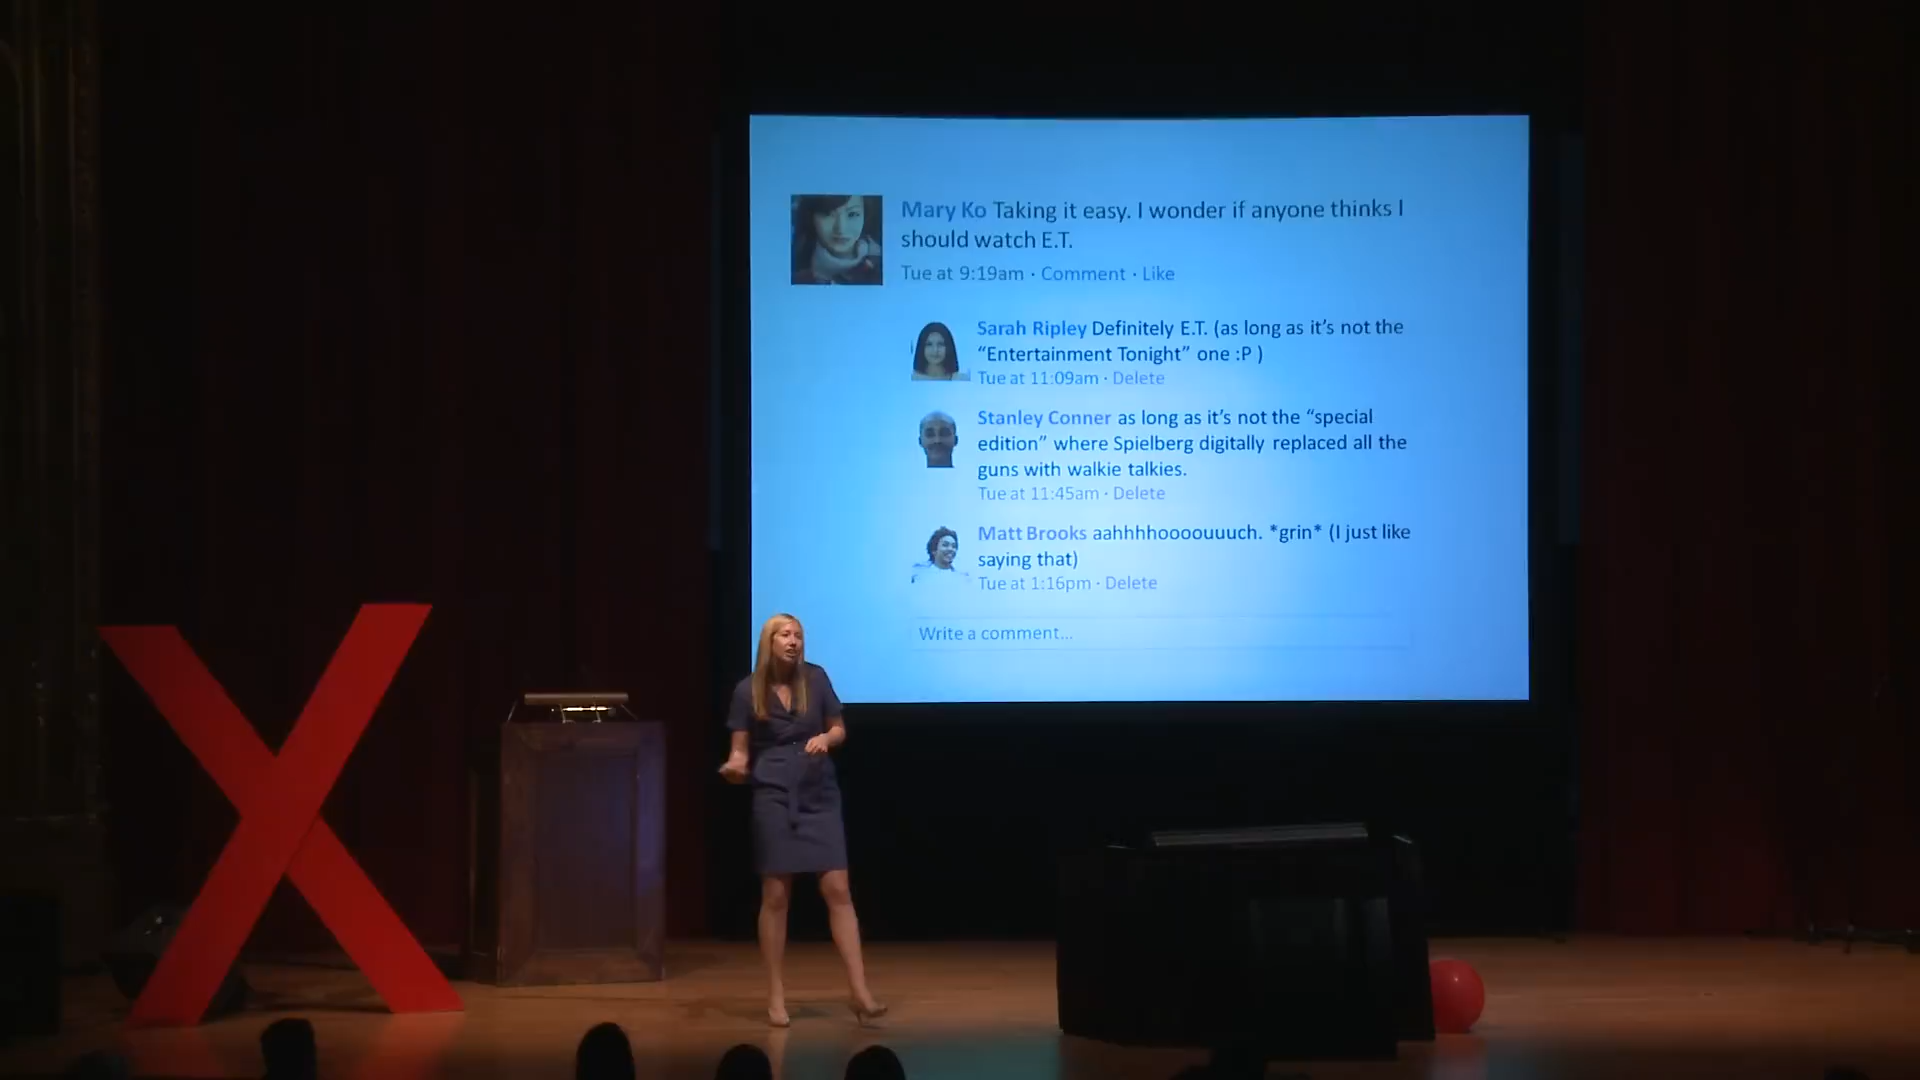 Mary Ko Taking it easy. I wonder if anyone thinks I
should watch E.T.
Tue at 9:19am · Comment · Like
Sarah Ripley Definitely E.T. (as long as it’s not the
“Entertainment Tonight” one :P )
Tue at 11:09am · Delete
Stanley Conner as long as it’s not the “special
edition” where Spielberg digitally replaced all the
guns with walkie talkies.
Tue at 11:45am · Delete
Matt Brooks aahhhhoooouuuch. *grin* (I just like
saying that)
Tue at 1:16pm · Delete
Write a comment...
X